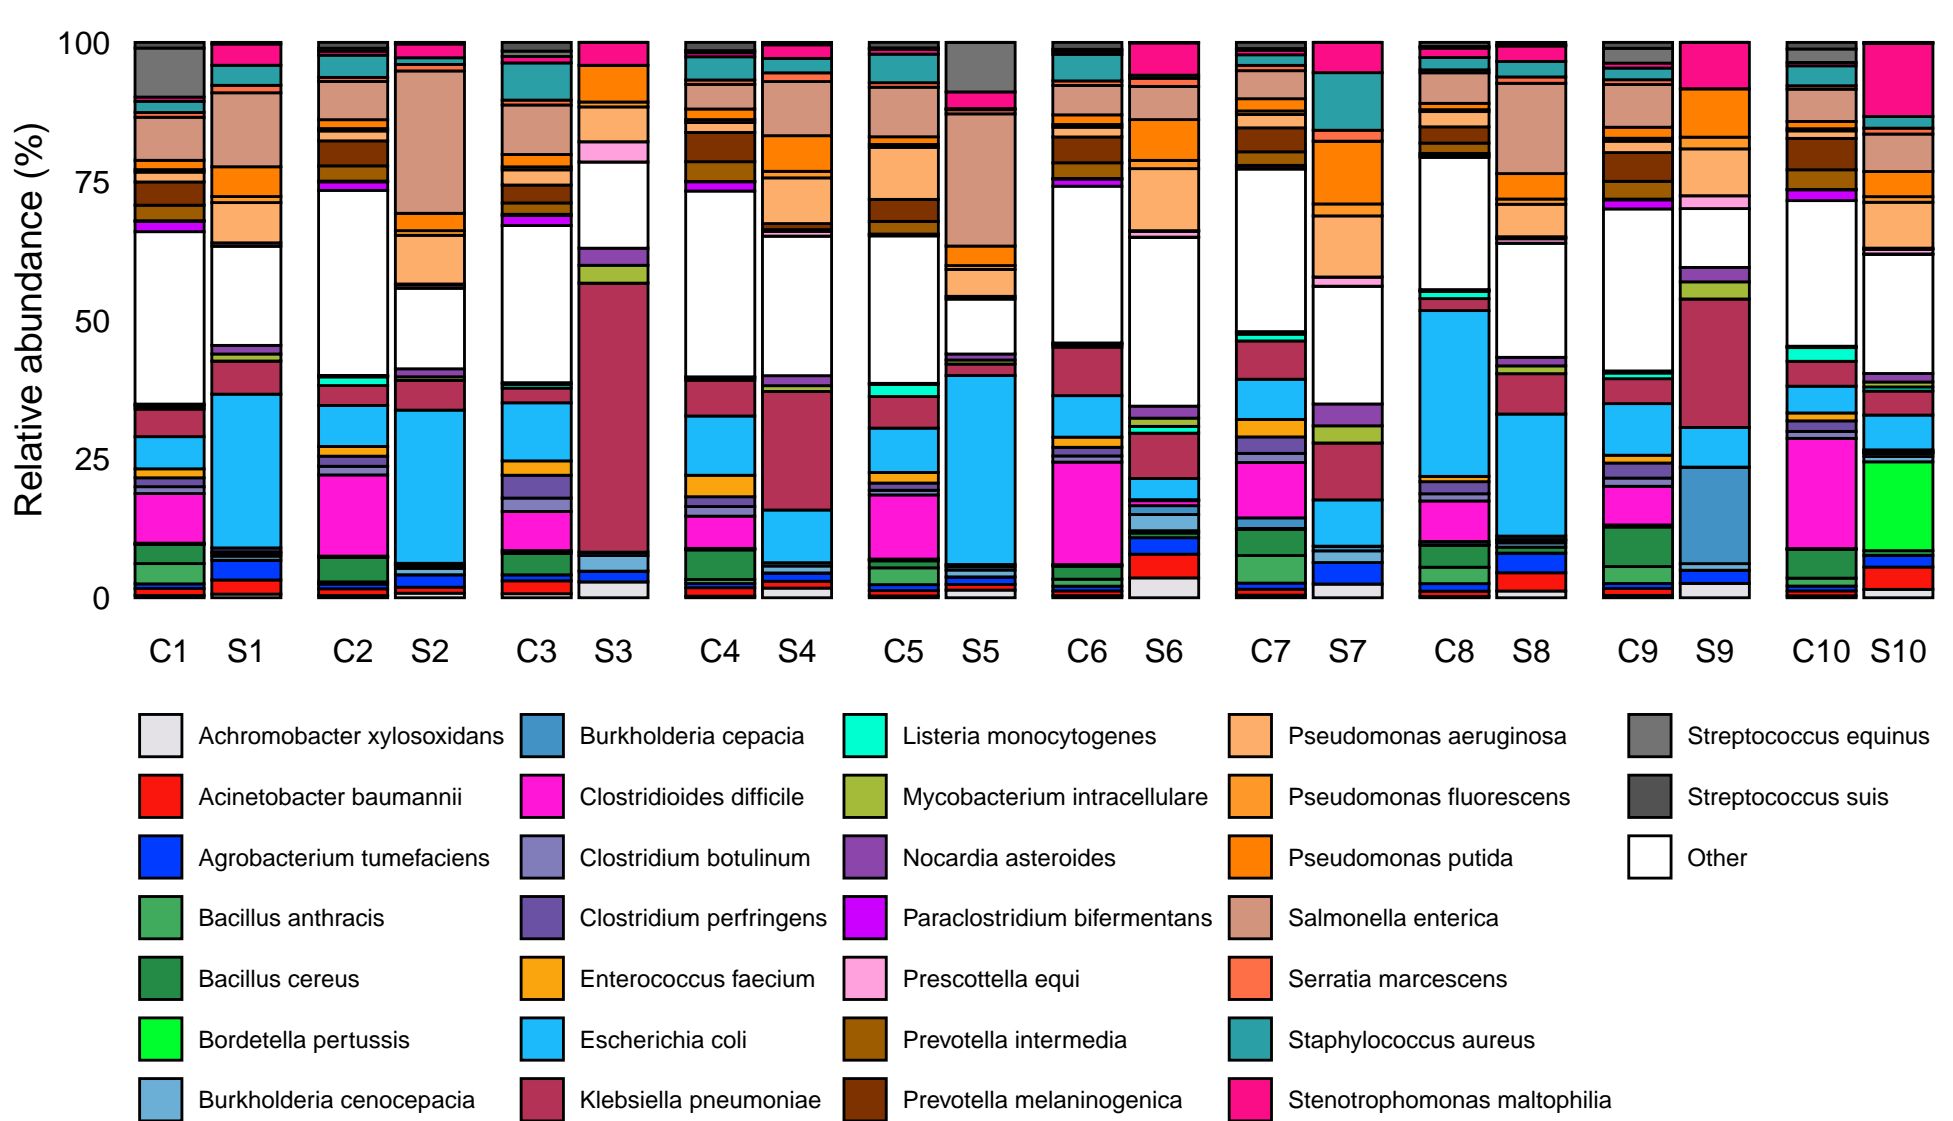 Relative abundance (%)
100
75
50
25
0
C1 S1 C2 S2 C3 S3 C4 S4 C5 S5 C6 S6 C7 S7 C8 S8 C9 S9 C10 S10
Achromobacter xylosoxidans Burkholderia cepacia Listeria monocytogenes Pseudomonas aeruginosa Streptococcus equinus
Acinetobacter baumannii Clostridioides difficile Mycobacterium intracellulare Pseudomonas fluorescens Streptococcus suis
Agrobacterium tumefaciens Clostridium botulinum Nocardia asteroides Pseudomonas putida Other
Bacillus anthracis Clostridium perfringens Paraclostridium bifermentans Salmonella enterica
Bacillus cereus Enterococcus faecium Prescottella equi Serratia marcescens
Bordetella pertussis Escherichia coli Prevotella intermedia Staphylococcus aureus
Burkholderia cenocepacia Klebsiella pneumoniae Prevotella melaninogenica Stenotrophomonas maltophilia